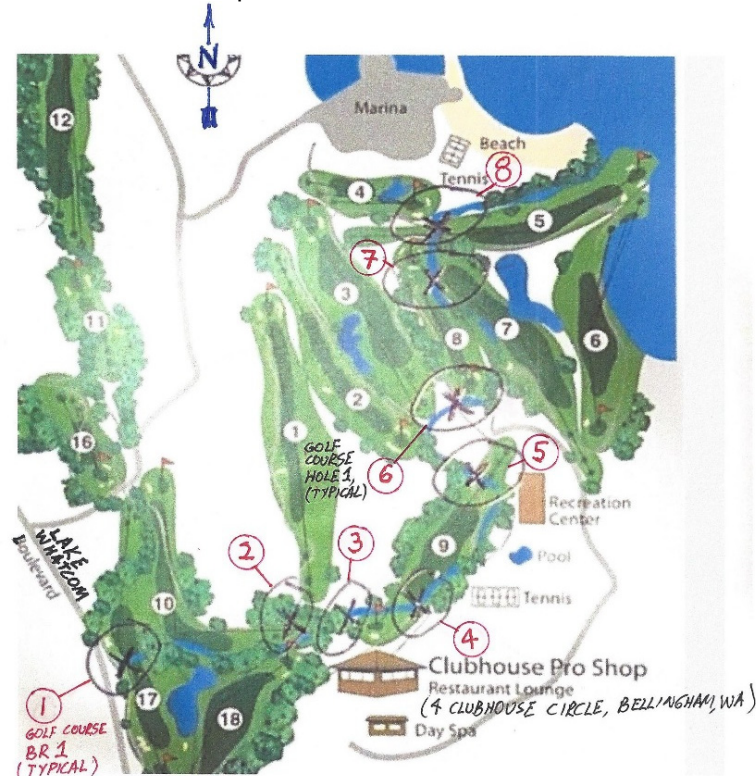 N
Marina
12
Beach
Tennis
8
4
5
7
3
11
8
7
6
2
1
16
GOLF
COURSE
HOLE 1,
(TYPICAL)
6
5
Recreation
Center
9
LAKE
WHATCOM
Boulevard
Pool
2
3
10
Tennis
4
Clubhouse Pro Shop
Restaurant Lounge
(4 CLUBHOUSE CIRCLE, BELLINGHAM, WA)
17
1
18
Day Spa
GOLF COURSE
BR 1
(TYPICAL)